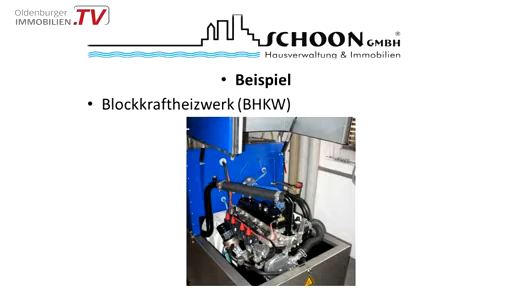 Oldenburger
IMMOBILIEN.TV
SCHOON GMBH®
Hausverwaltung & Immobilien
• Beispiel
• Blockkraftheizwerk (BHKW)